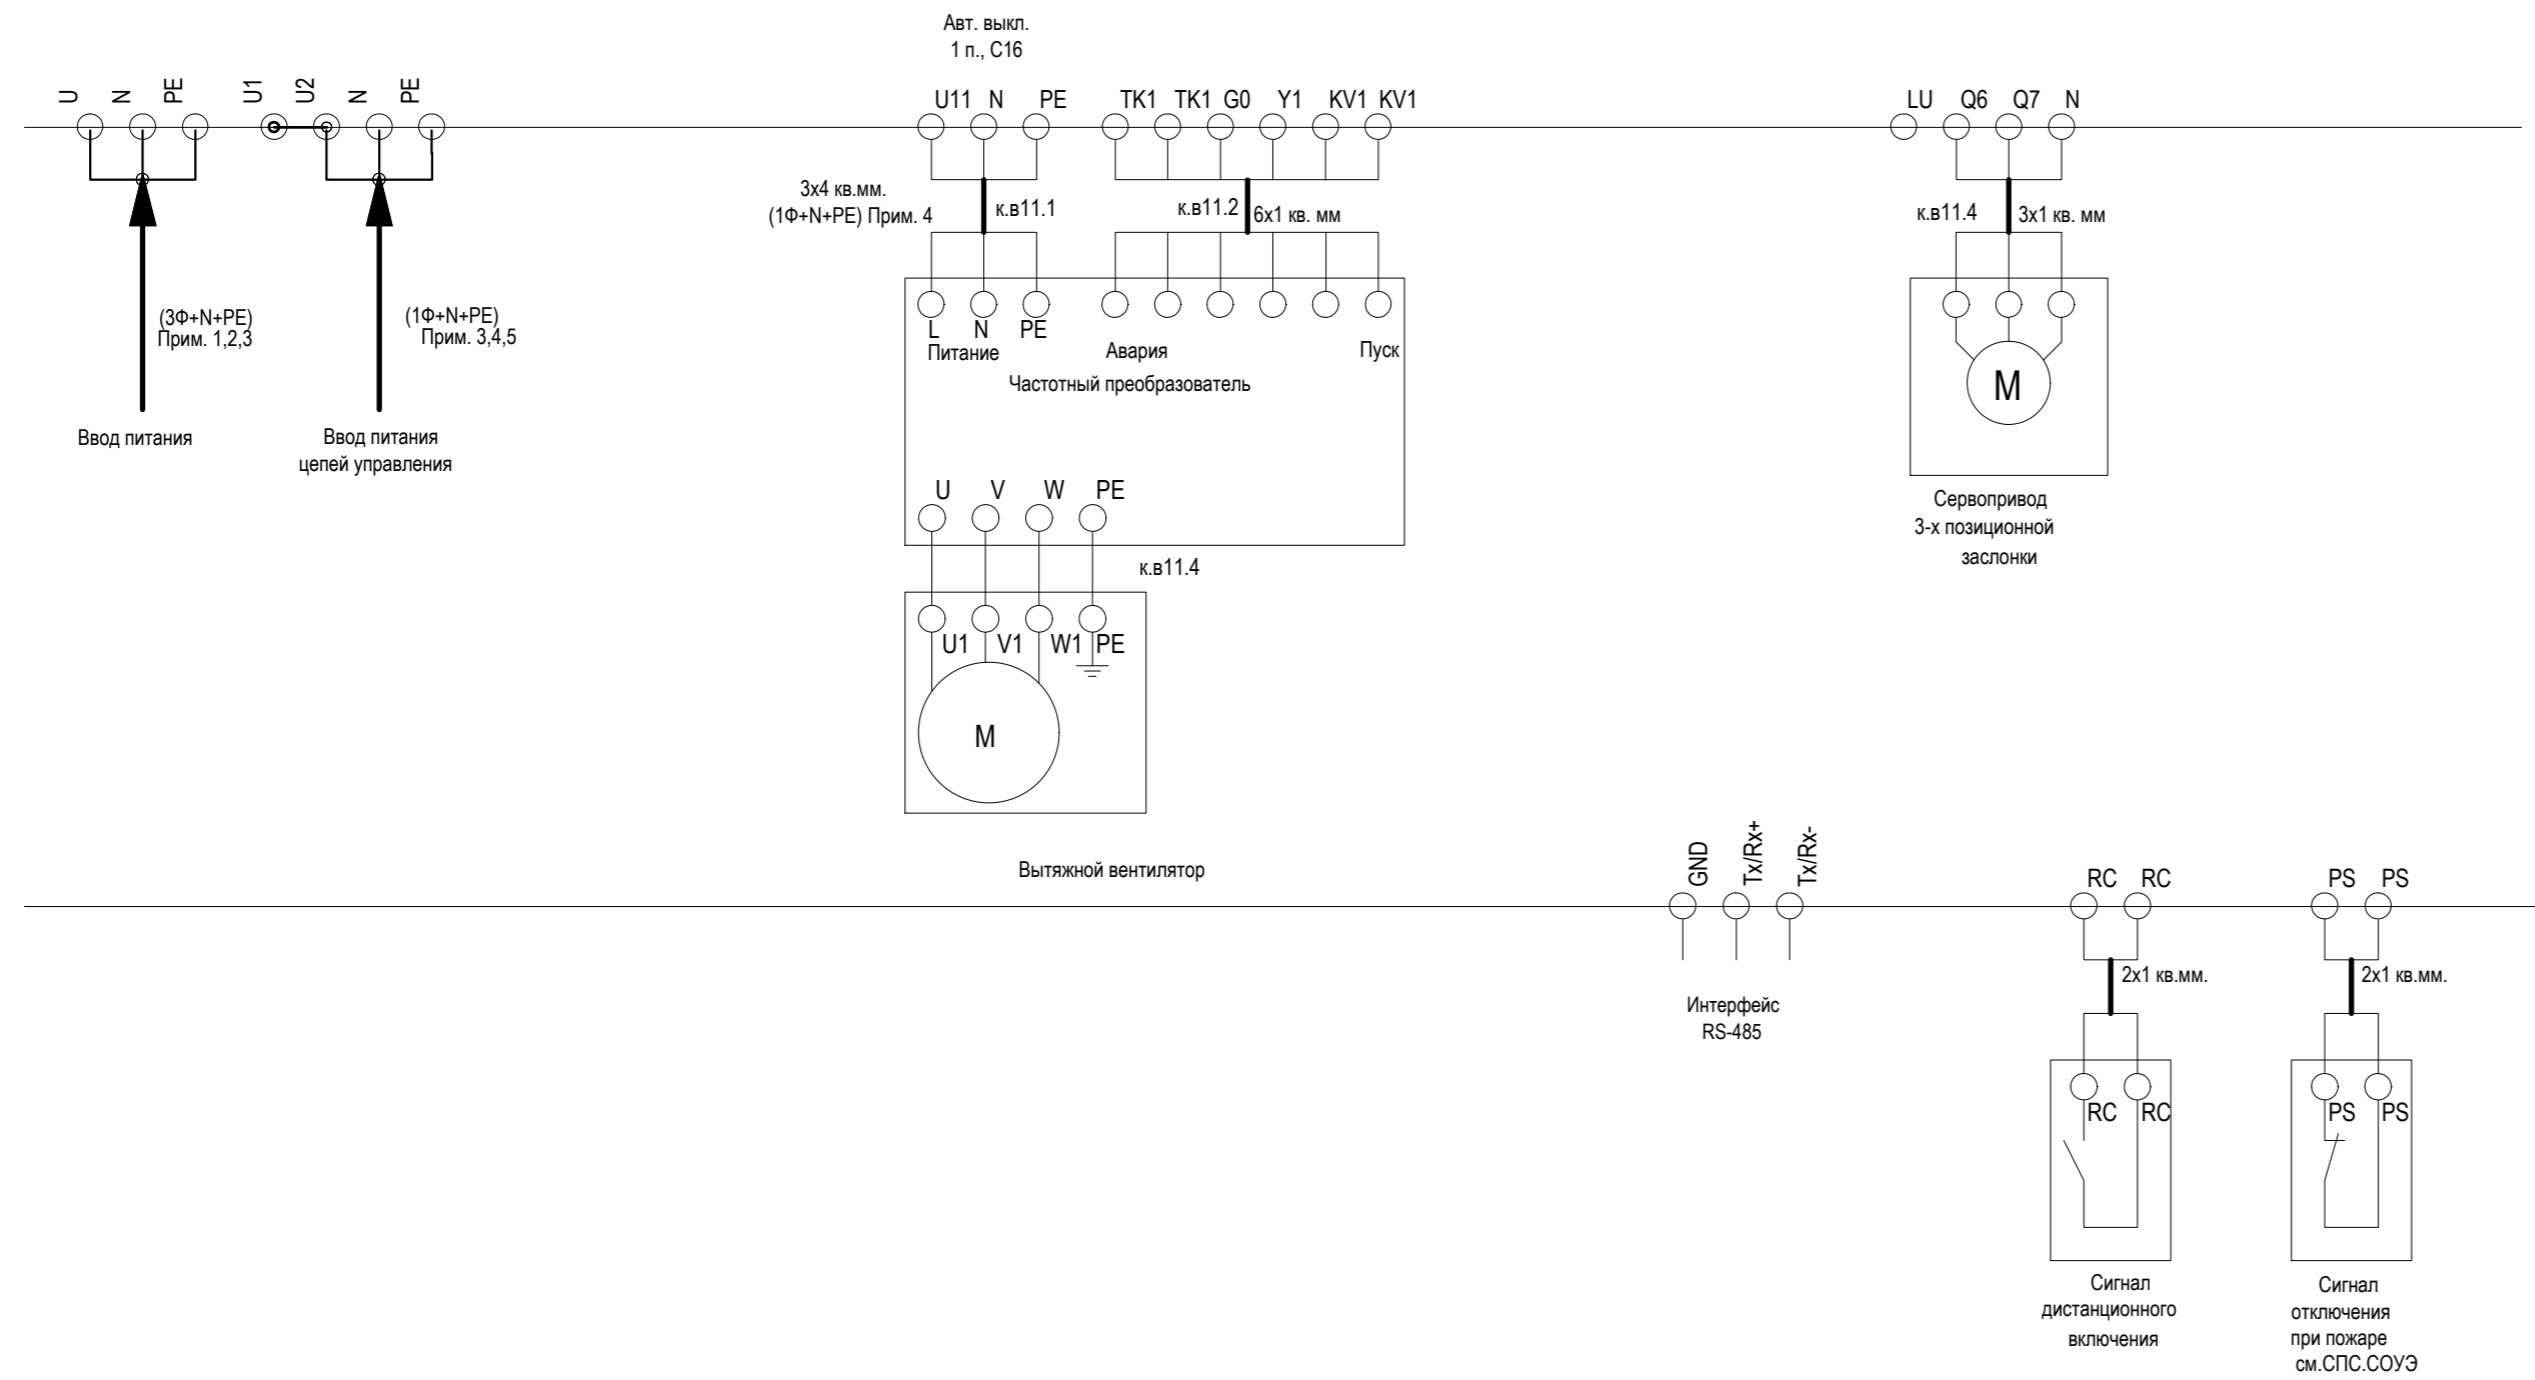 Авт. выкл.
1 п., С16
U N PE U1 U2 N PE
U11 N PE TK1 TK1 G0 Y1 KV1 KV1
LU Q6 Q7 N
3х4 кв.мм.
(1Ф+N+PE) Прим. 4
к.в11.1
к.в11.2
6х1 кв. мм
к.в11.4
3х1 кв. мм
(3Ф+N+PE)
Прим. 1,2,3
(1Ф+N+PE)
Прим. 3,4,5
Ввод питания
Ввод питания
цепей управления
L N PE
Питание
Авария
Пуск
Частотный преобразователь
U V W PE
к.в11.4
U1 V1 W1 PE
M
Вытяжной вентилятор
M
Сервопривод
3-х позиционной
заслонки
GND Tx/Rx+ Tx/Rx-
Интерфейс
RS-485
RC RC
2х1 кв.мм.
RC RC
Сигнал
дистанционного
включения
PS PS
2х1 кв.мм.
PS PS
Сигнал
отключения
при пожаре
см.СПС.СОУЭ